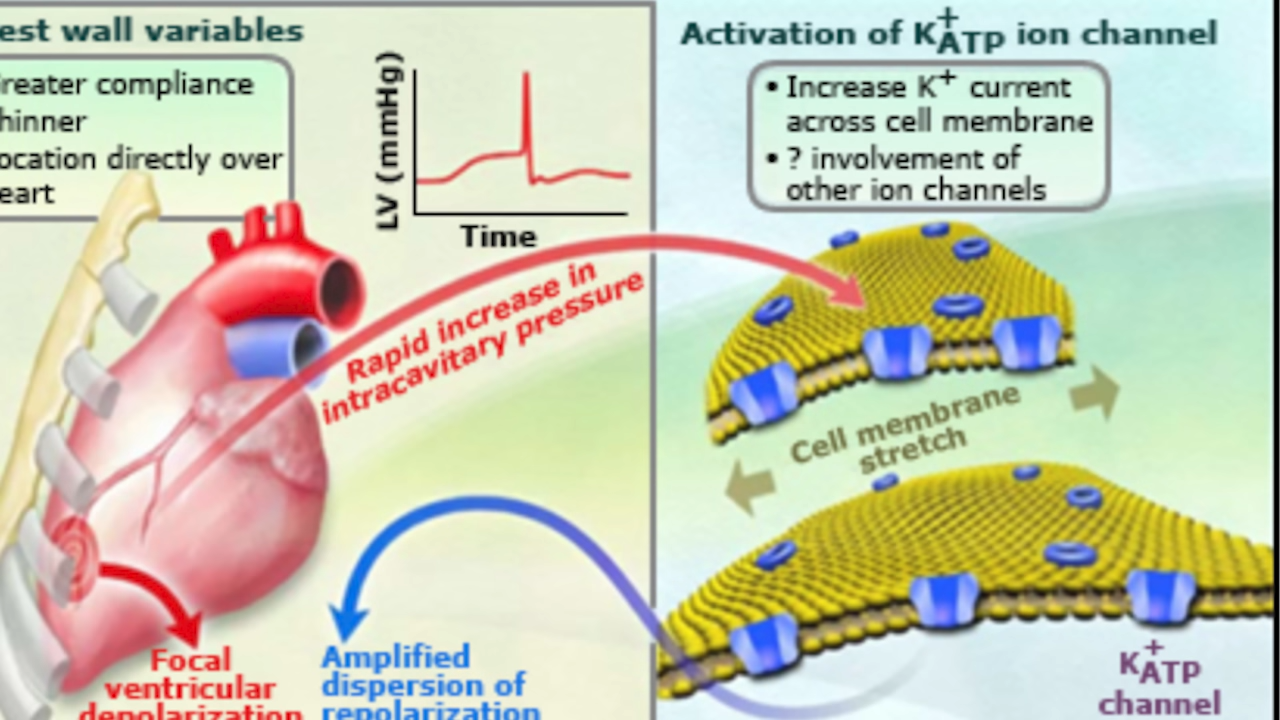 est wall variables
reater compliance
hinner
ocation directly over
eart
LV (mmHg)
Time
Rapid increase in
intracavitary pressure
Focal
ventricular
depolarization
Amplified
dispersion of
repolarization
Activation of K+ATP ion channel
• Increase K+ current
across cell membrane
• ? involvement of
other ion channels
Cell membrane
stretch
K+ATP
channel